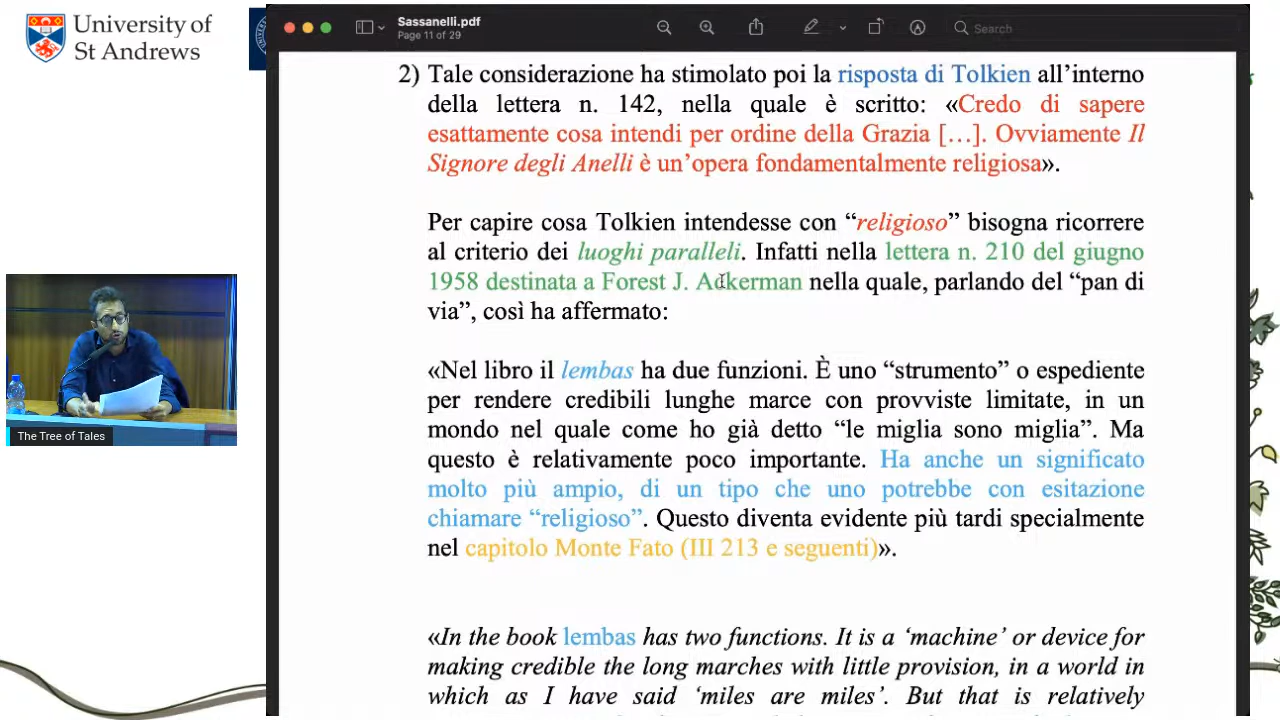 University of
St Andrews
Sassanelli.pdf
Page 11 of 29
Search
2) Tale considerazione ha stimolato poi la risposta di Tolkien all'interno
della lettera n. 142, nella quale è scritto: «Credo di sapere
esattamente cosa intendi per ordine della Grazia […]. Ovviamente Il
Signore degli Anelli è un'opera fondamentalmente religiosa».
Per capire cosa Tolkien intendesse con “religioso” bisogna ricorrere
al criterio dei luoghi paralleli. Infatti nella lettera n. 210 del giugno
1958 destinata a Forest J. Ackerman nella quale, parlando del “pan di
via”, così ha affermato:
«Nel libro il lembas ha due funzioni. È uno “strumento” o espediente
per rendere credibili lunghe marce con provviste limitate, in un
mondo nel quale come ho già detto “le miglia sono miglia”. Ma
questo è relativamente poco importante. Ha anche un significato
molto più ampio, di un tipo che uno potrebbe con esitazione
chiamare “religioso”. Questo diventa evidente più tardi specialmente
nel capitolo Monte Fato (III 213 e seguenti)».
«In the book lembas has two functions. It is a ‘machine’ or device for
making credible the long marches with little provision, in a world in
which as I have said ‘miles are miles’. But that is relatively
The Tree of Tales